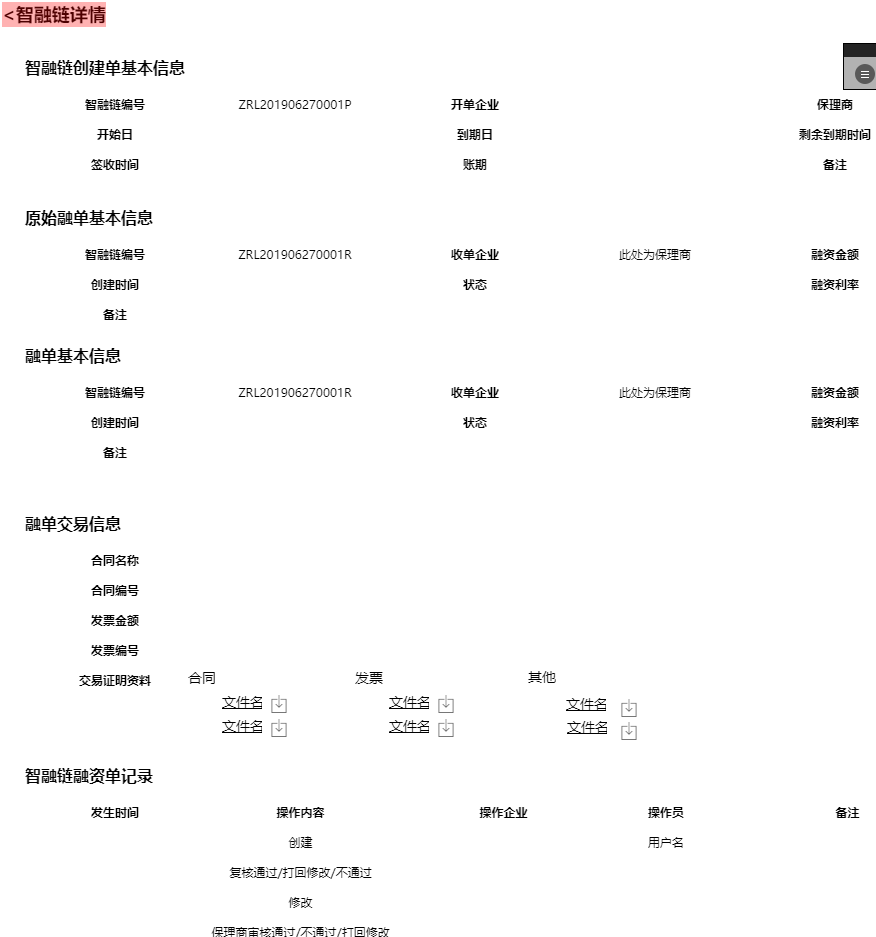 <智融链详情
智融链创建单基本信息
智融链编号 ZRL201906270001P 开单企业 保理商
开始日 到期日 剩余到期时间
签收时间 账期 备注
原始融单基本信息
智融链编号 ZRL201906270001R 收单企业 此处为保理商 融资金额
创建时间 状态 融资利率
备注
融单基本信息
智融链编号 ZRL201906270001R 收单企业 此处为保理商 融资金额
创建时间 状态 融资利率
备注
融单交易信息
合同名称
合同编号
发票金额
发票编号
交易证明资料 合同 发票 其他
文件名 文件名 文件名
文件名 文件名 文件名
智融链融资单记录
发生时间 操作内容 操作企业 操作员 备注
创建 用户名
复核通过/打回修改/不通过
修改
保理商审核通过/不通过/打回修改